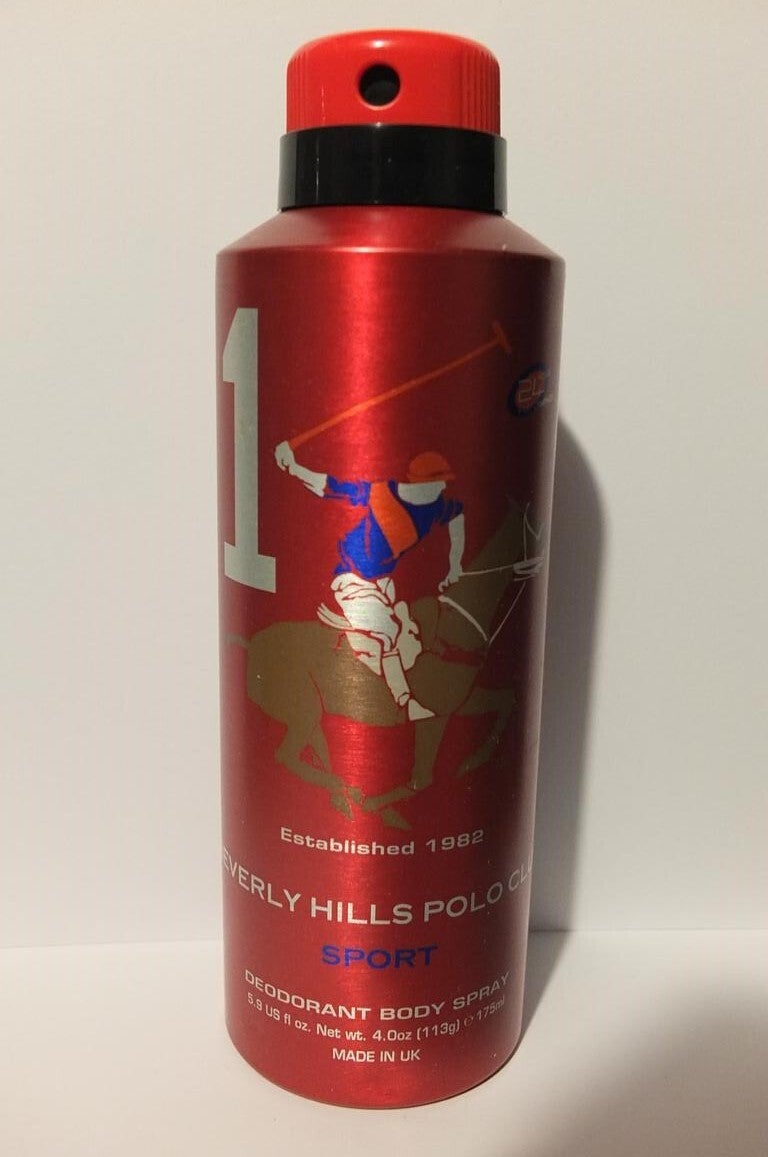 1
Established 1982
EVERLY HILLS POLO CLU
SPORT
DEODORANT BODY SPRAY
5.9 US fl oz. Net wt. 4.0oz (113g) ℮ 175ml
MADE IN UK